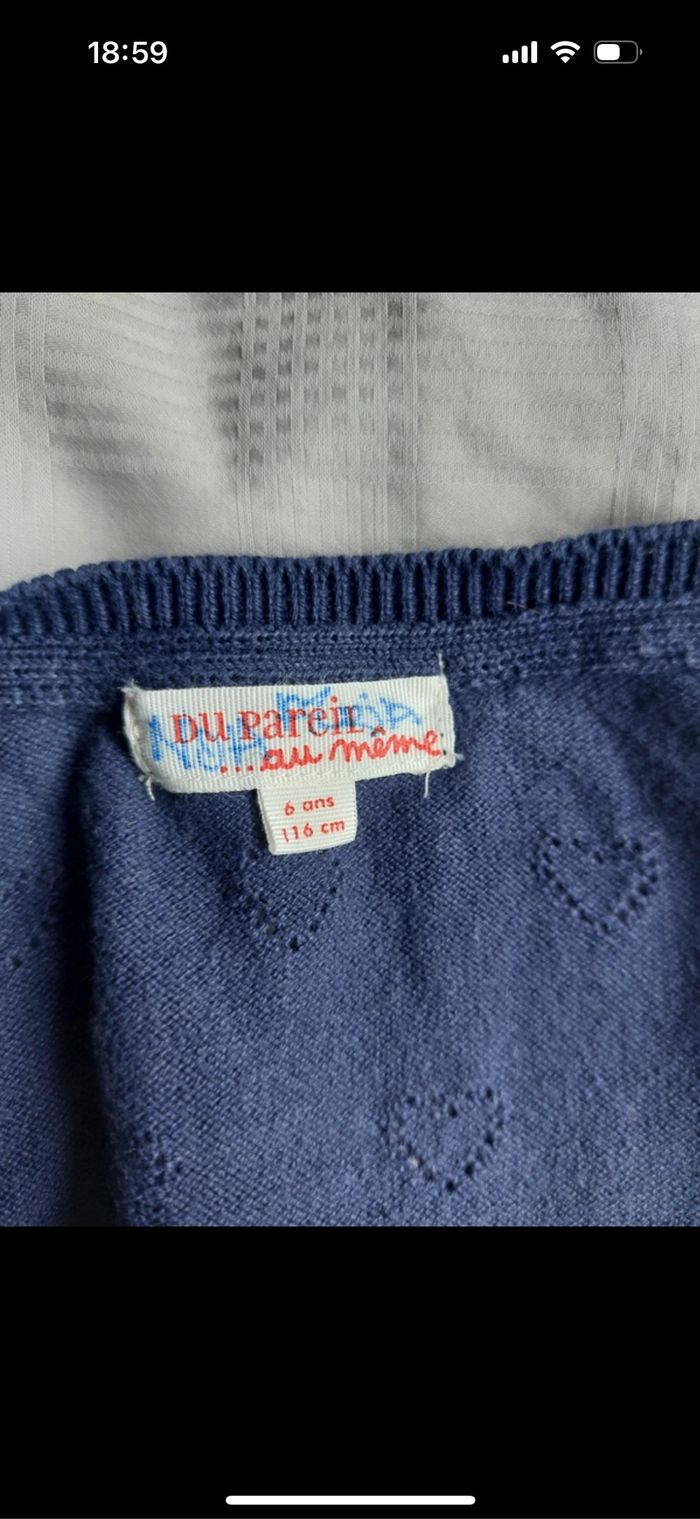 18:59
DU Pareil
...au même.
6 ans
116 cm